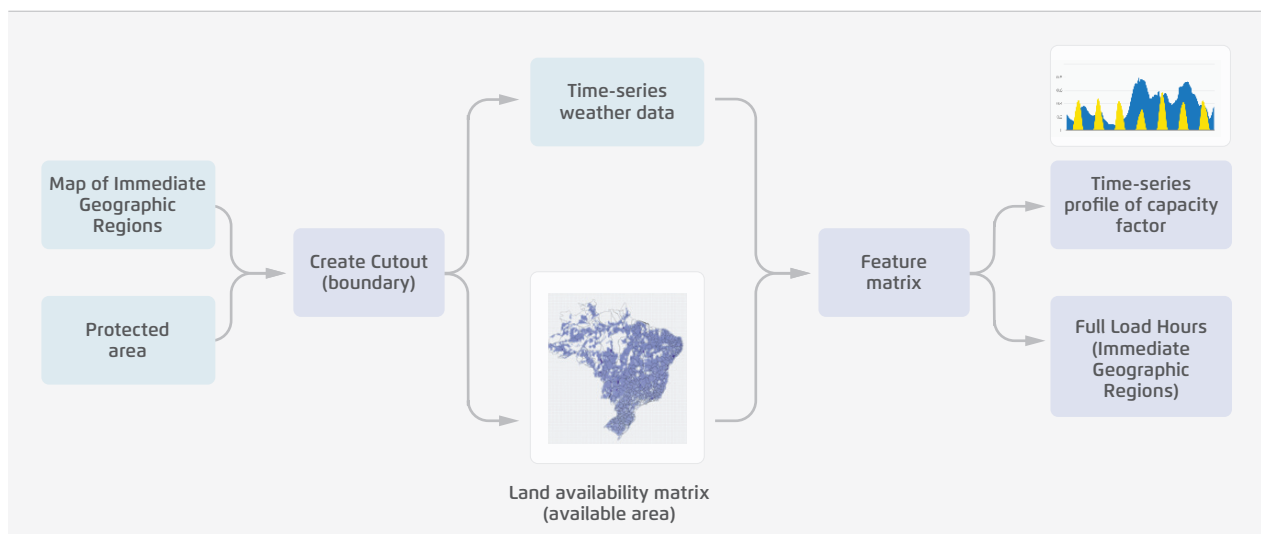 Map of Immediate
Geographic
Regions
Protected
area
Create Cutout
(boundary)
Time-series
weather data
Land availability matrix
(available area)
Feature
matrix
Time-series
profile of capacity
factor
Full Load Hours
(Immediate
Geographic
Regions)